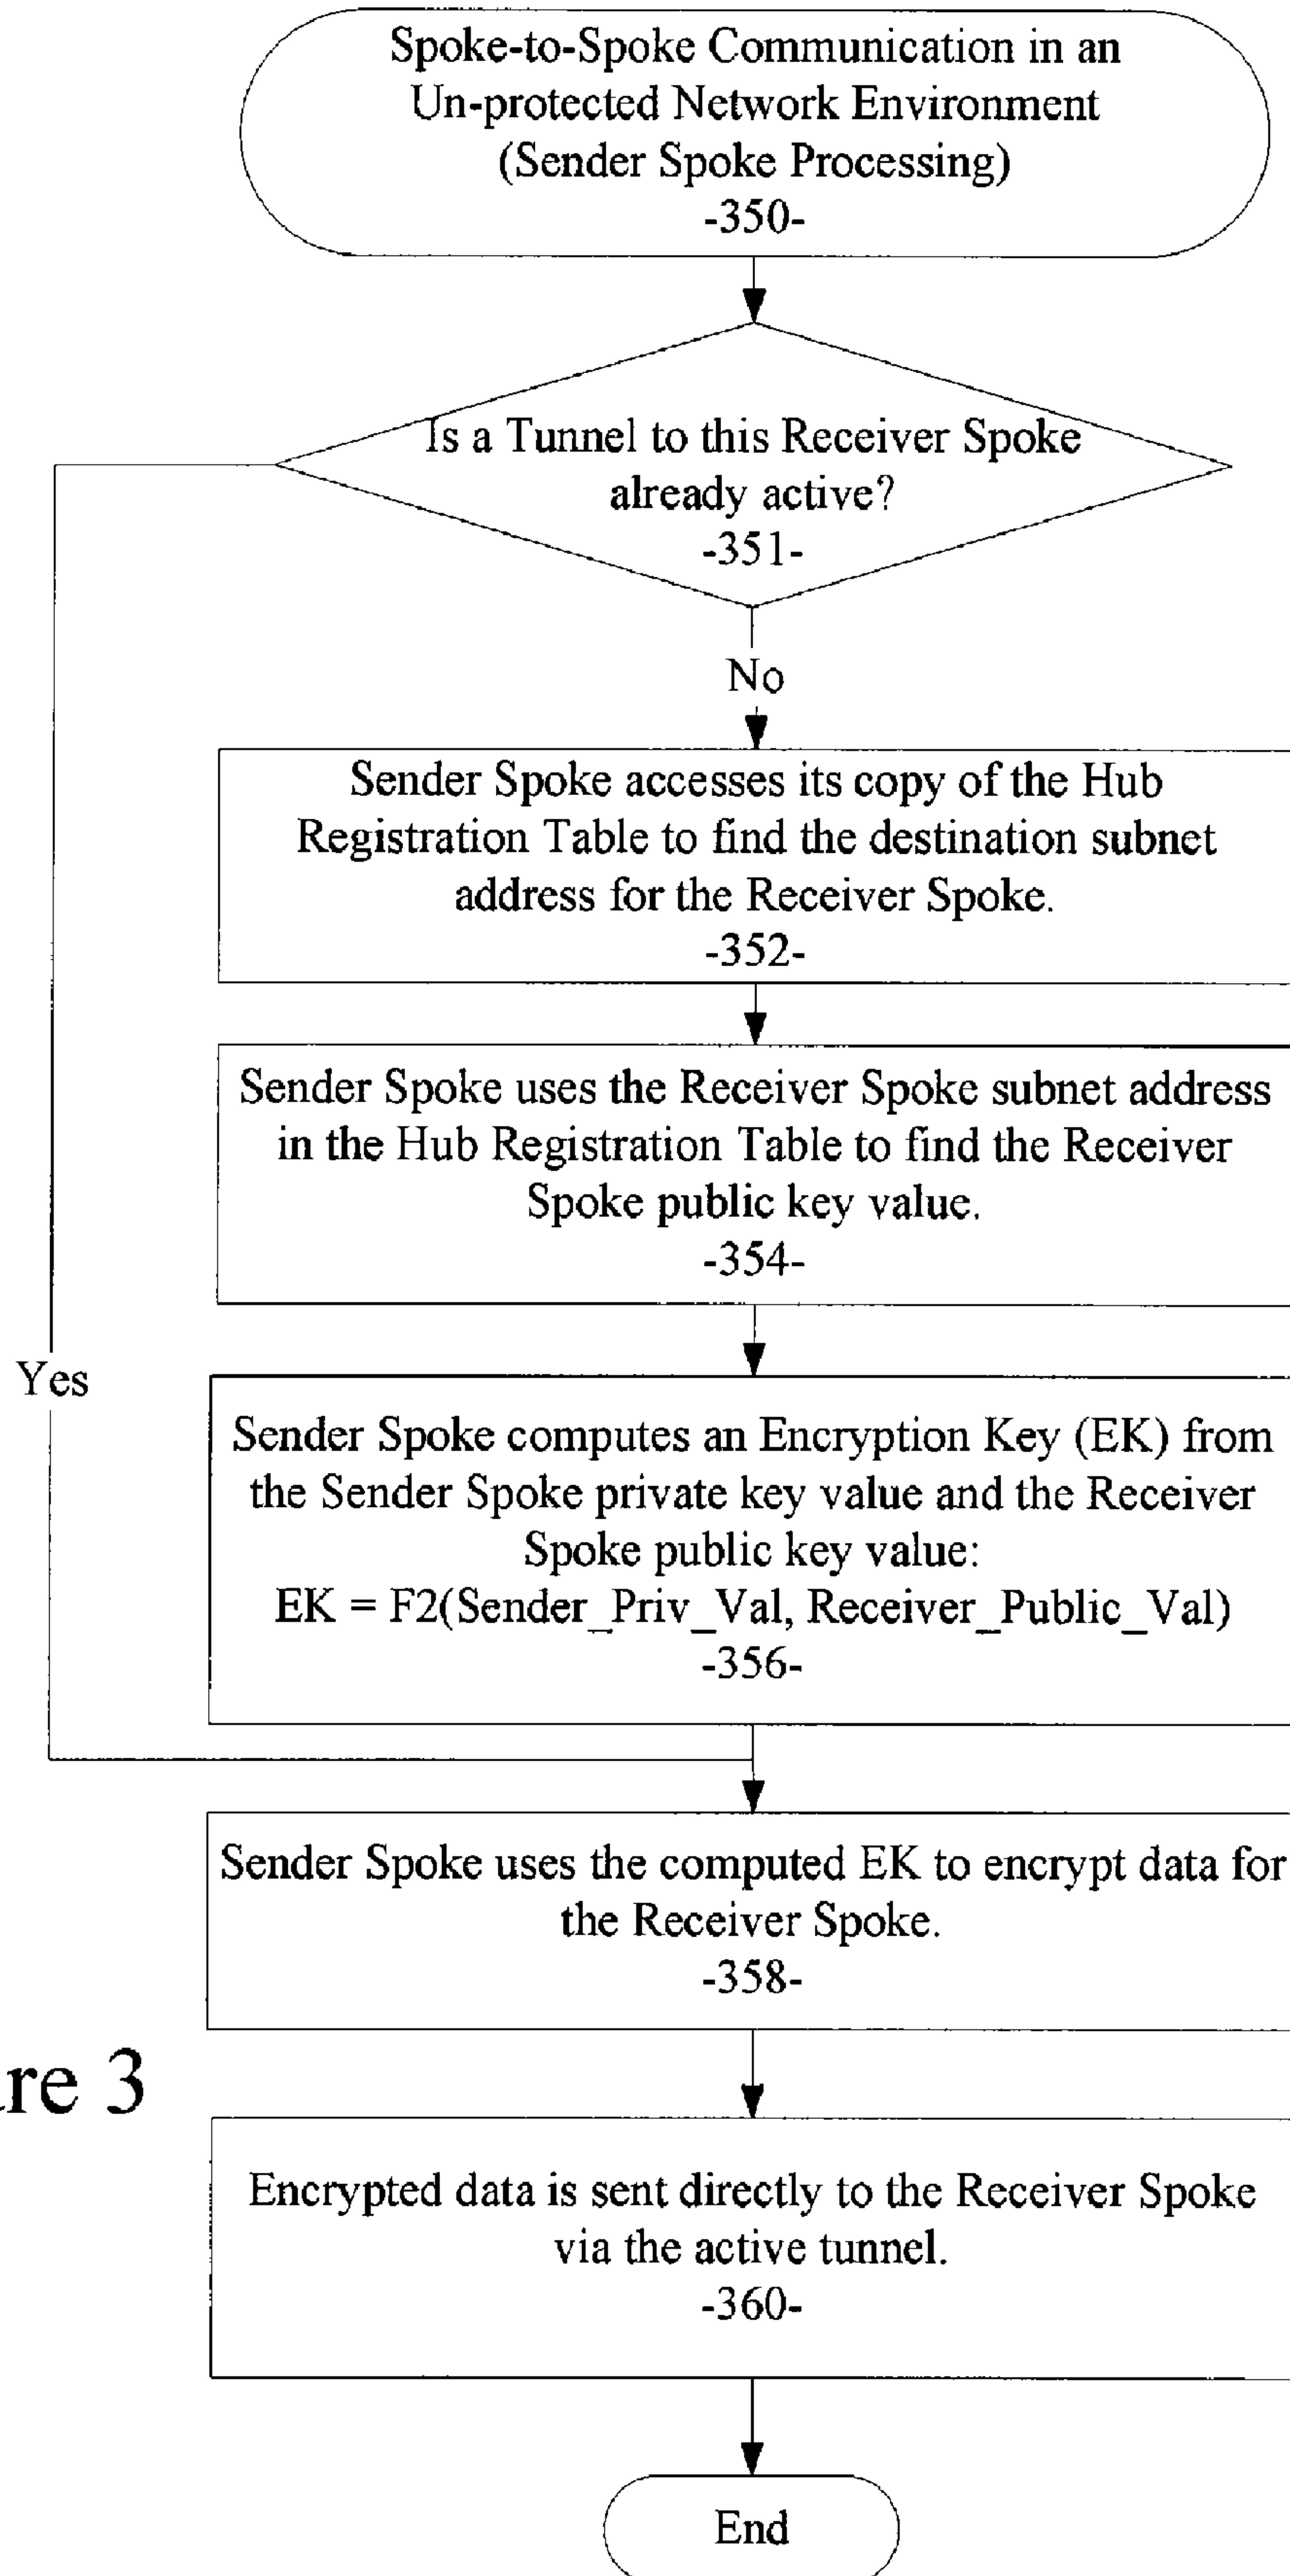 Spoke-to-Spoke Communication in an
Un-protected Network Environment
(Sender Spoke Processing)
-350-
Is a Tunnel to this Receiver Spoke
already active?
-351-
No
Sender Spoke accesses its copy of the Hub
Registration Table to find the destination subnet
address for the Receiver Spoke.
-352-
Sender Spoke uses the Receiver Spoke subnet address
in the Hub Registration Table to find the Receiver
Spoke public key value.
-354-
Yes
Sender Spoke computes an Encryption Key (EK) from
the Sender Spoke private key value and the Receiver
Spoke public key value:
EK = F2(Sender_Priv_Val, Receiver_Public_Val)
-356-
Sender Spoke uses the computed EK to encrypt data for
the Receiver Spoke.
-358-
re 3
Encrypted data is sent directly to the Receiver Spoke
via the active tunnel.
-360-
End